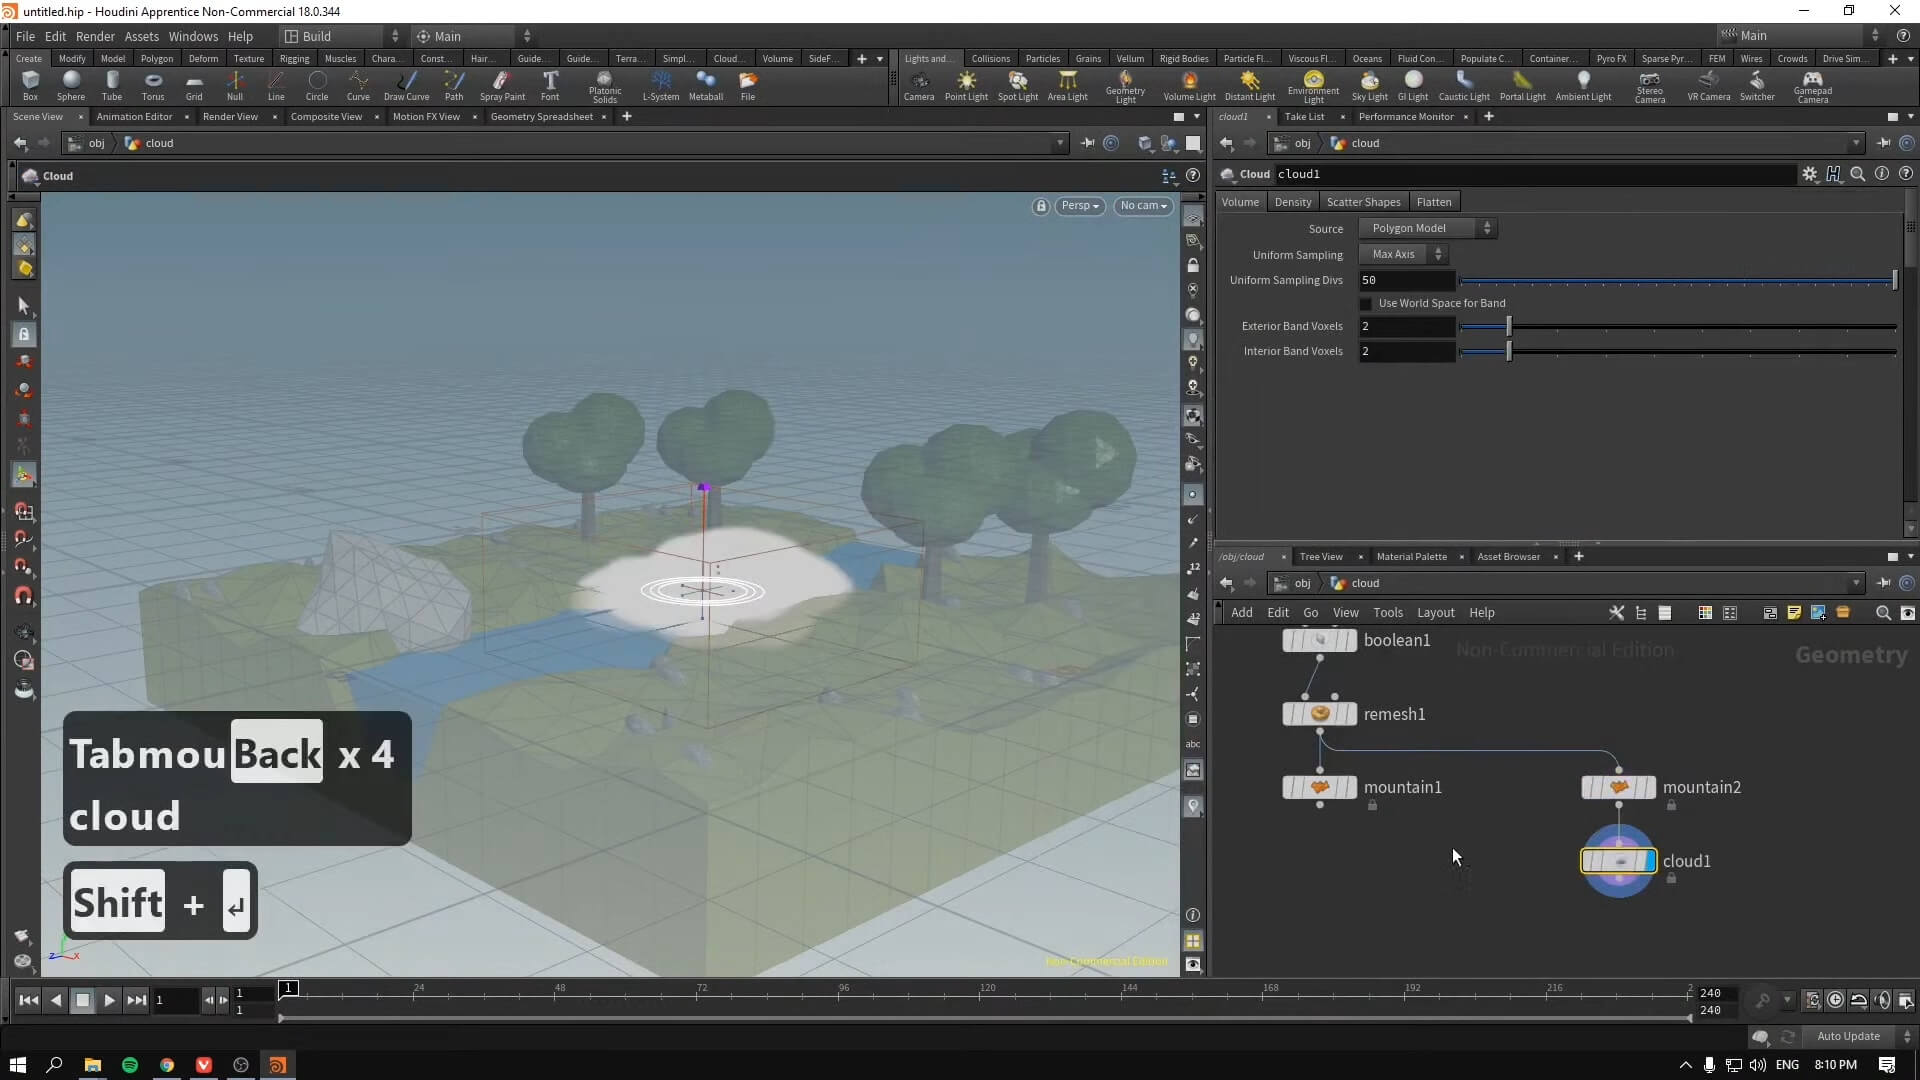 untitled.hip - Houdini Apprentice Non-Commercial 18.0.344
File Edit Render Assets Windows Help Build Main Main
Create Modify Model Polygon Deform Texture Rigging Muscles Chara... Const... Hair... Guide... Guide... Terra... Simpl... Cloud... Volume SideF... Lights and... Collisions Particles Grains Vellum Rigid Bodies Particle Fl... Viscous Fl... Oceans Fluid Con... Populate C... Container... Pyro FX Sparse Pyr... FEM Wires Crowds Drive Sim...
Box Sphere Tube Torus Grid Null Line Circle Curve Draw Curve Path Spray Paint Font Platonic Solids L-System Metaball File Camera Point Light Spot Light Area Light Geometry Light Volume Light Distant Light Environment Light Sky Light GI Light Caustic Light Portal Light Ambient Light Stereo Camera VR Camera Switcher Gamepad Camera
Scene View Animation Editor Render View Composite View Motion FX View Geometry Spreadsheet cloud1 Take List Performance Monitor
obj cloud obj cloud
Cloud
Cloud cloud1
Persp No cam
Volume Density Scatter Shapes Flatten
Source Polygon Model
Uniform Sampling Max Axis
Uniform Sampling Divs 50
Use World Space for Band
Exterior Band Voxels 2
Interior Band Voxels 2
/obj/cloud Tree View Material Palette Asset Browser
obj cloud
Add Edit Go View Tools Layout Help
Non-Commercial Edition Geometry
boolean1
remesh1
mountain1 mountain2
cloud1
12
12
abc
TabmouBack x 4
cloud
Shift + ↵
z x
Non-Commercial Edition
1 1 1 1 24 48 72 96 120 144 168 192 216 2 240
240
Auto Update
ENG 8:10 PM